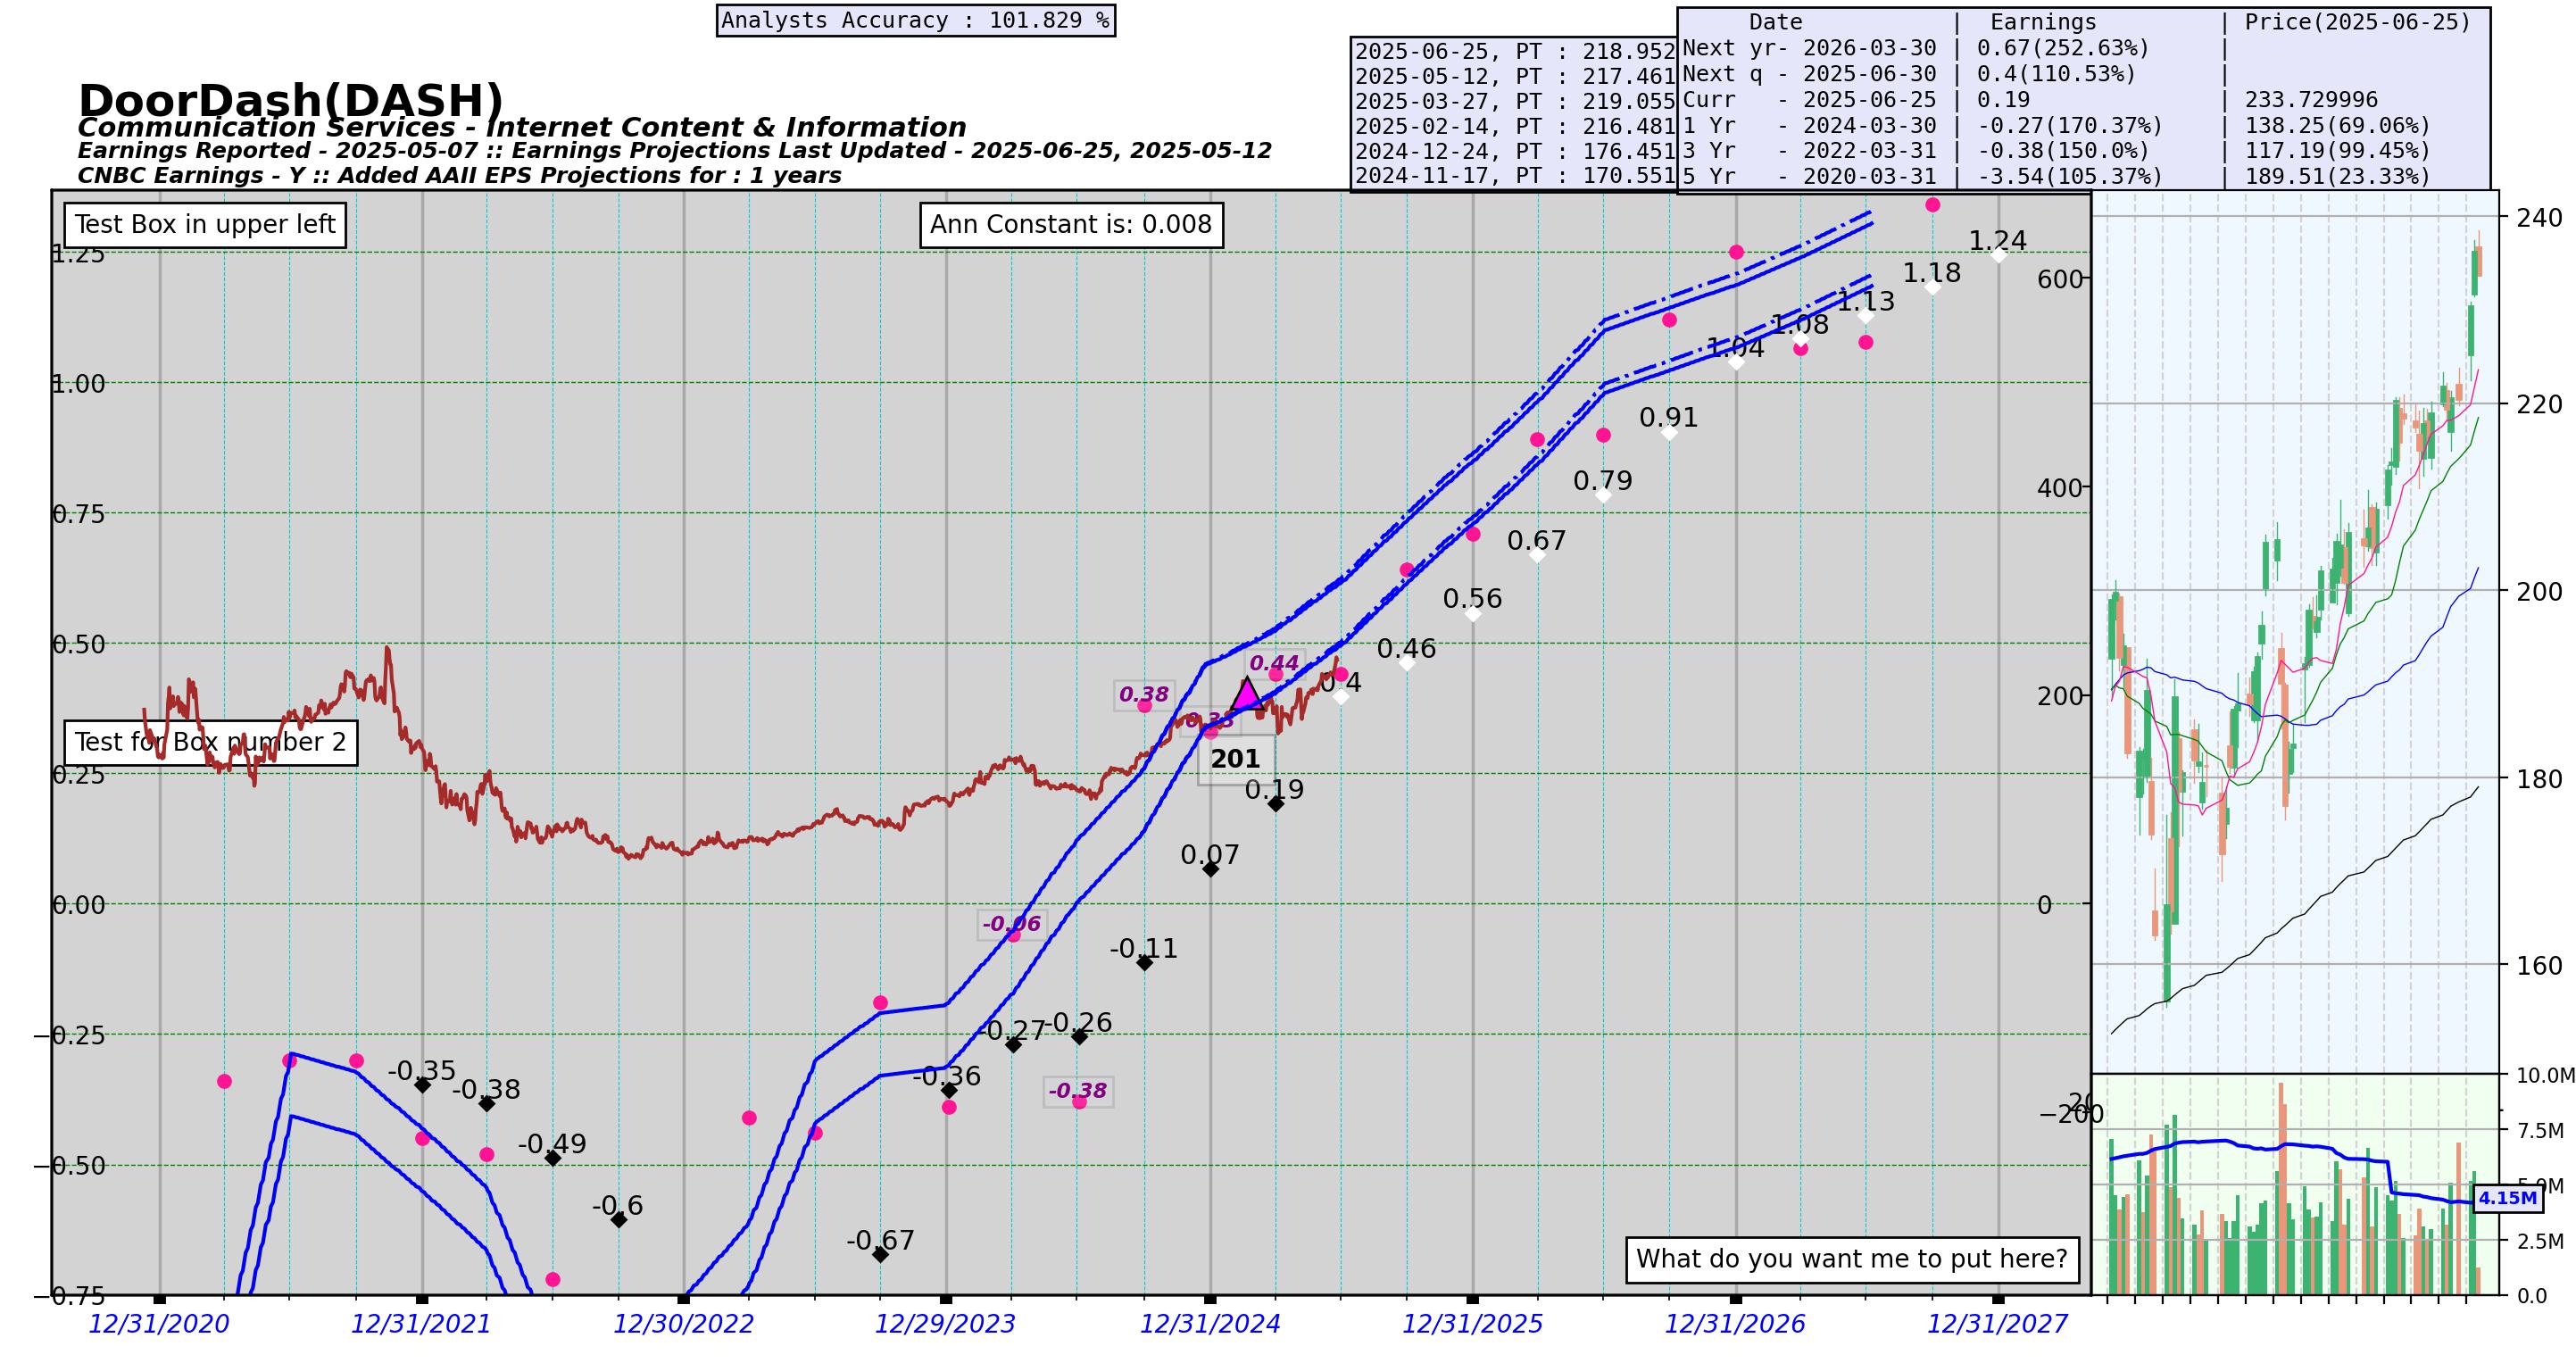 Analysts Accuracy : 101.829 %
DoorDash(DASH)
Communication Services - Internet Content & Information
Earnings Reported - 2025-05-07 :: Earnings Projections Last Updated - 2025-06-25, 2025-05-12
CNBC Earnings - Y :: Added AAII EPS Projections for : 1 years
2025-06-25, PT : 218.952
2025-05-12, PT : 217.461
2025-03-27, PT : 219.055
2025-02-14, PT : 216.481
2024-12-24, PT : 176.451
2024-11-17, PT : 170.551
Date | Earnings | Price(2025-06-25)
Next yr- 2026-03-30 | 0.67(252.63%) |
Next q - 2025-06-30 | 0.4(110.53%) |
Curr - 2025-06-25 | 0.19 | 233.729996
1 Yr - 2024-03-30 | -0.27(170.37%) | 138.25(69.06%)
3 Yr - 2022-03-31 | -0.38(150.0%) | 117.19(99.45%)
5 Yr - 2020-03-31 | -3.54(105.37%) | 189.51(23.33%)
Test Box in upper left
Ann Constant is: 0.008
Test for Box number 2
What do you want me to put here?
1.25
1.00
0.75
0.50
0.25
0.00
−0.25
−0.50
−0.75
-0.35
-0.38
-0.49
-0.6
-0.67
-0.36
-0.27
-0.26
-0.11
0.07
0.19
0.4
0.46
0.56
0.67
0.79
0.91
1.04
1.08
1.13
1.18
1.24
-0.06
-0.38
0.38
0.33
0.44
201
600
400
200
0
−200
240
220
200
180
160
10.0M
7.5M
5.0M
4.15M
2.5M
0.0
12/31/2020
12/31/2021
12/30/2022
12/29/2023
12/31/2024
12/31/2025
12/31/2026
12/31/2027